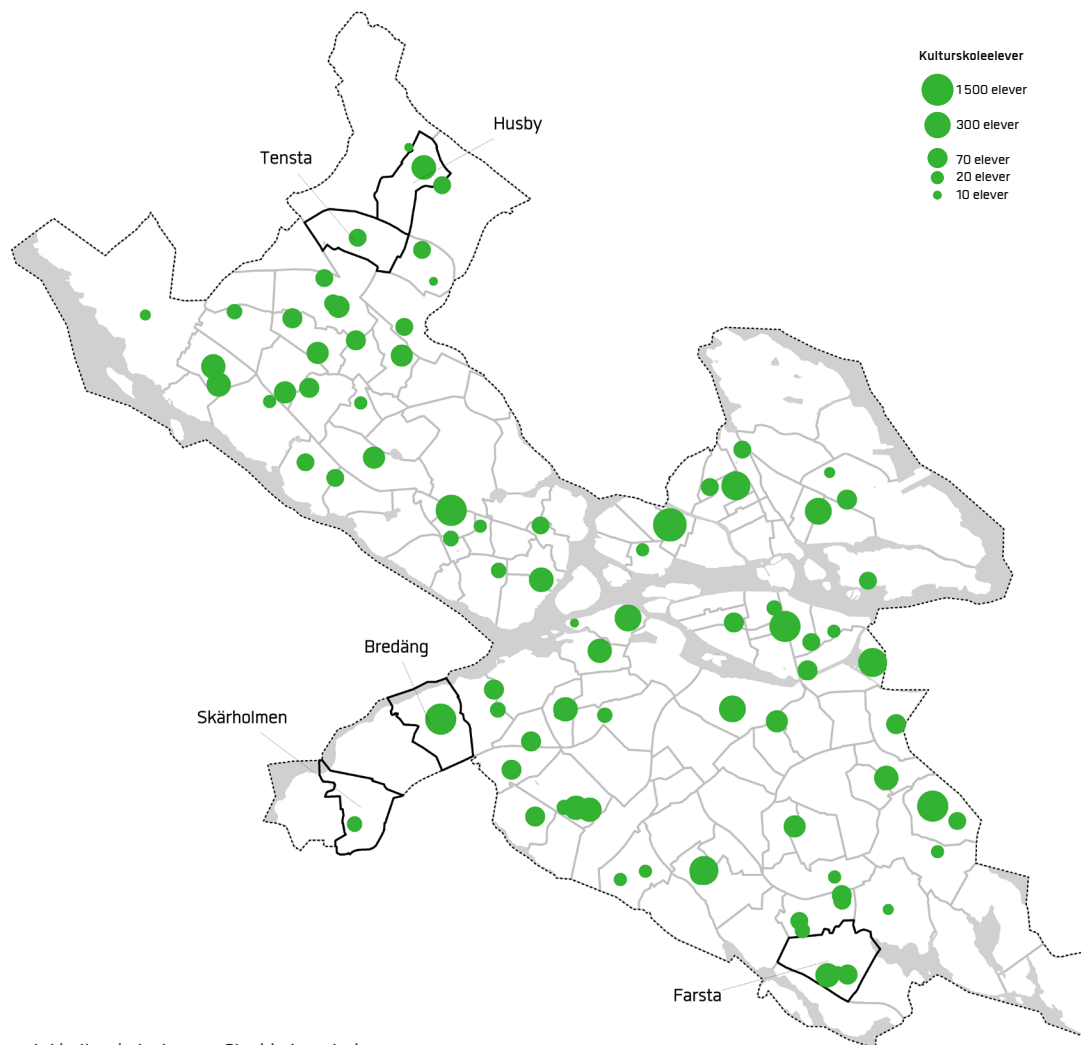 Kulturskoleelever
1500 elever
300 elever
70 elever
20 elever
10 elever
Husby
Tensta
Bredäng
Skärholmen
Farsta